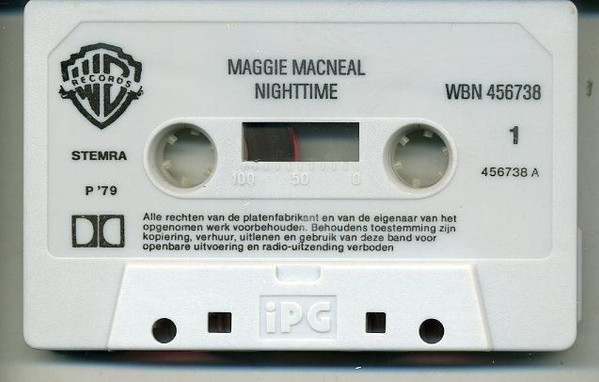 MAGGIE MACNEAL
NIGHTTIME
WBN 456738
WB
RECORDS
1
STEMRA
456738 A
P '79
100 50 0
Alle rechten van de platenfabrikant en van de eigenaar van het
opgenomen werk voorbehouden. Behoudens toestemming zijn
kopiering, verhuur, uitlenen en gebruik van deze band voor
openbare uitvoering en radio-uitzending verboden
iPG